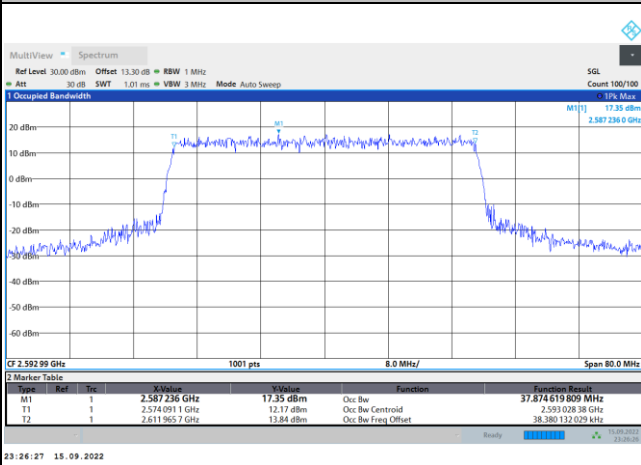 MultiView Spectrum
Ref Level 30.00 dBm Offset 13.30 dB RBW 1 MHz SGL
Att 30 dB SWT 1.01 ms VBW 3 MHz Mode Auto Sweep Count 100/100
1 Occupied Bandwidth 1Pk Max
M1[1] 17.35 dBm
2.587 236 0 GHz
M1
T1 T2
20 dBm
10 dBm
0 dBm
-10 dBm
-20 dBm
-30 dBm
-40 dBm
-50 dBm
-60 dBm
CF 2.592 99 GHz 1001 pts 8.0 MHz/ Span 80.0 MHz
2 Marker Table
Type Ref Trc X-Value Y-Value Function Function Result
M1 1 2.587 236 GHz 17.35 dBm Occ Bw 37.874 619 809 MHz
T1 1 2.574 091 1 GHz 12.17 dBm Occ Bw Centroid 2.593 028 38 GHz
T2 1 2.611 965 7 GHz 13.84 dBm Occ Bw Freq Offset 38.380 132 029 kHz
Ready 15.09.2022
23:26:26
23:26:27 15.09.2022